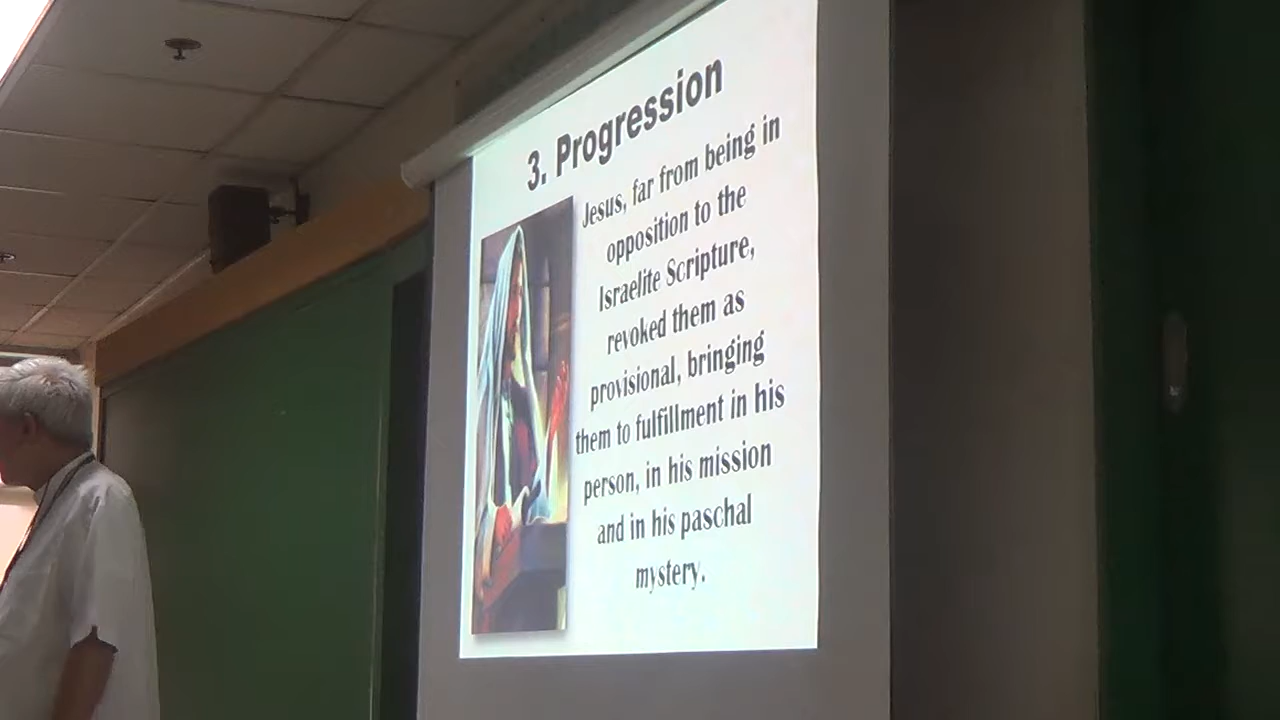 3. Progression
Jesus, far from being in
opposition to the
Israelite Scripture,
revoked them as
provisional, bringing
them to fulfillment in his
person, in his mission
and in his paschal
mystery.